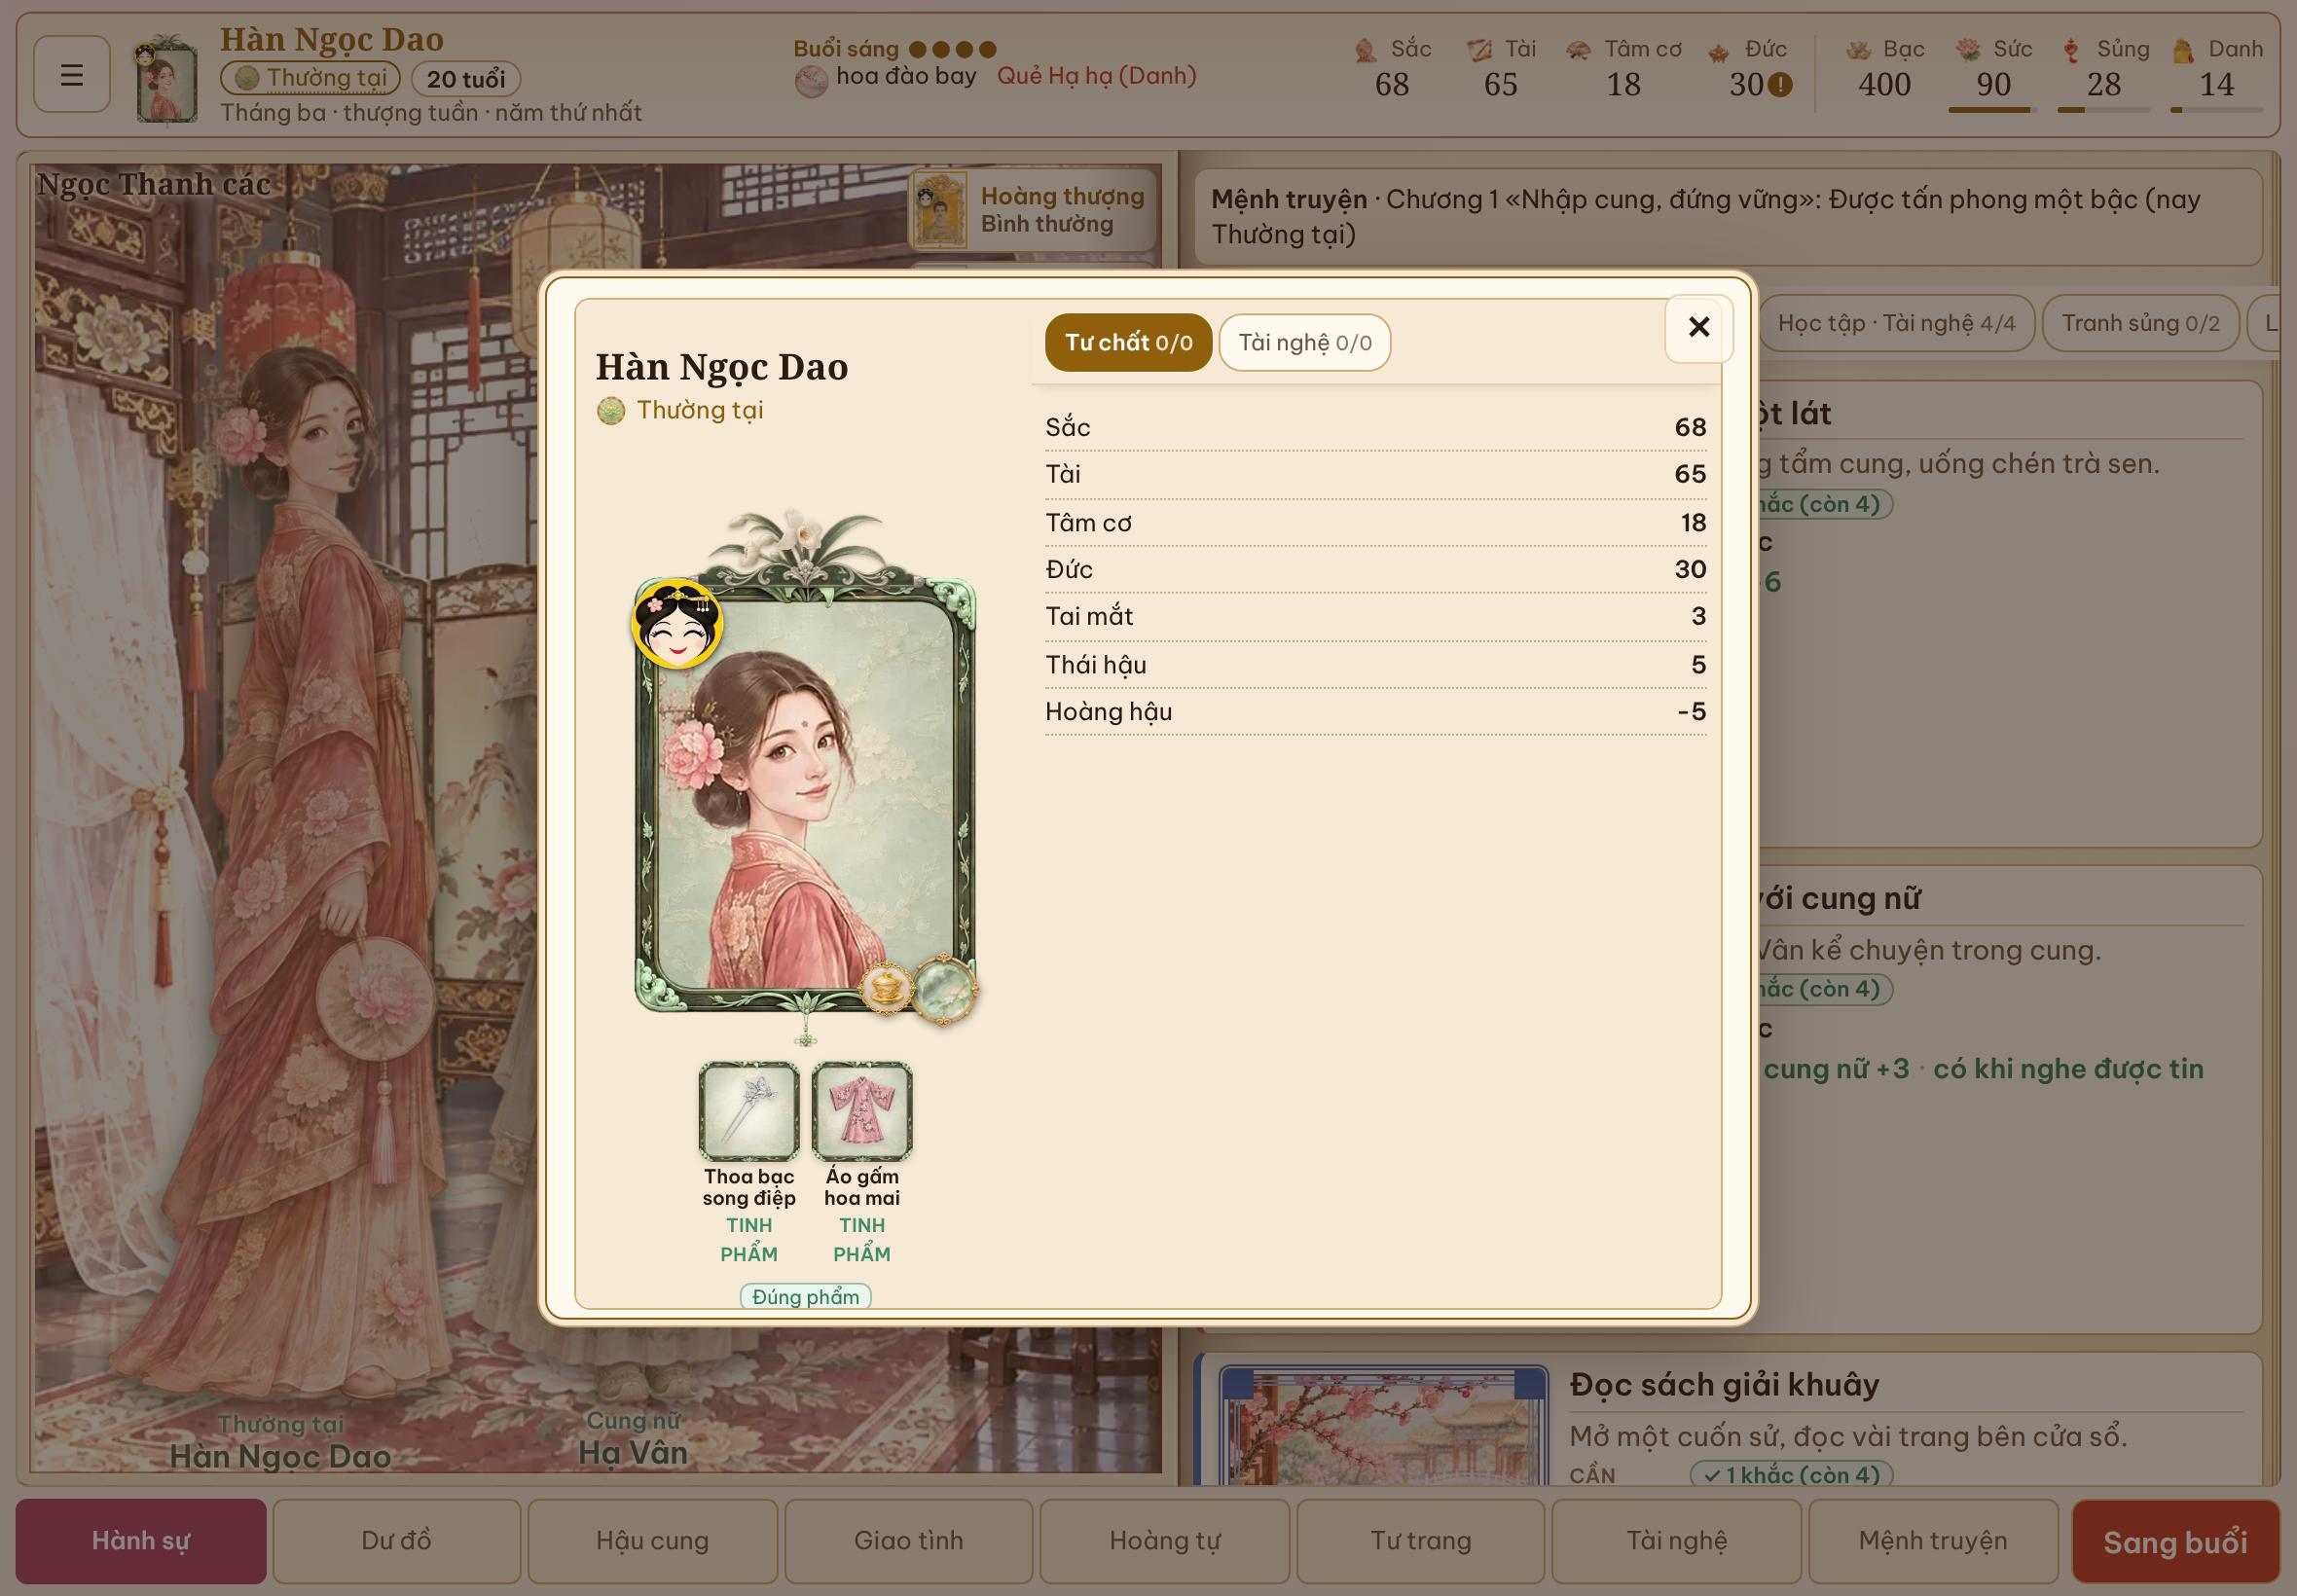 Hàn Ngọc Dao
Thường tại
20 tuổi
Tháng ba · thượng tuần · năm thứ nhất
Buổi sáng
hoa đào bay
Quẻ Hạ hạ (Danh)
Sắc
68
Tài
65
Tâm cơ
18
Đức
30
!
Bạc
400
Sức
90
Sủng
28
Danh
14
Ngọc Thanh các
Hoàng thượng
Bình thường
Mệnh truyện · Chương 1 «Nhập cung, đứng vững»: Được tấn phong một bậc (nay
Thường tại)
Học tập · Tài nghệ 4/4
Tranh sủng 0/2
Hàn Ngọc Dao
Thường tại
Tư chất 0/0
Tài nghệ 0/0
Sắc 68
Tài 65
Tâm cơ 18
Đức 30
Tai mắt 3
Thái hậu 5
Hoàng hậu -5
Thoa bạc
song điệp
TINH
PHẨM
Áo gấm
hoa mai
TINH
PHẨM
Đúng phẩm
lát
tẩm cung, uống chén trà sen.
(còn 4)
6
với cung nữ
Vân kể chuyện trong cung.
(còn 4)
cung nữ +3 · có khi nghe được tin
Đọc sách giải khuây
Mở một cuốn sử, đọc vài trang bên cửa sổ.
CẦN
✓ 1 khắc (còn 4)
Thường tại
Hàn Ngọc Dao
Cung nữ
Hạ Vân
Hành sự
Dư đồ
Hậu cung
Giao tình
Hoàng tự
Tư trang
Tài nghệ
Mệnh truyện
Sang buổi